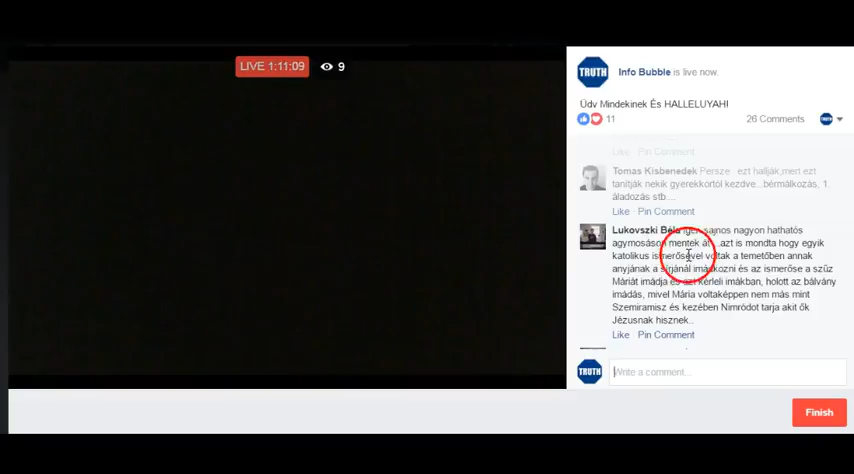 LIVE 1:11:09
9
TRUTH
Info Bubble is live now.
Üdv Mindekinek És HALLELUYAH!
11
26 Comments
TRUTH
Like · Pin Comment
Tomas Kisbenedek Persze.. ezt hallják,mert ezt
tanítják nekik gyerekkortól kezdve...bérmálkozás, 1.
áladozás stb....
Like · Pin Comment
Lukovszki Béla Igen, sajnos nagyon hathatós
agymosáson mentek át ...azt is mondta hogy egyik
katolikus ismerősével voltak a temetőben annak
anyjának a sírjánál imádkozni és az ismerőse a szűz
Máriát imádja és azt kérleli imákban, holott az bálvány
imádás, mivel Mária voltaképpen nem más mint
Szemiramisz és kezében Nimródot tarja akit ők
Jézusnak hisznek..
Like · Pin Comment
TRUTH
Write a comment...
Finish